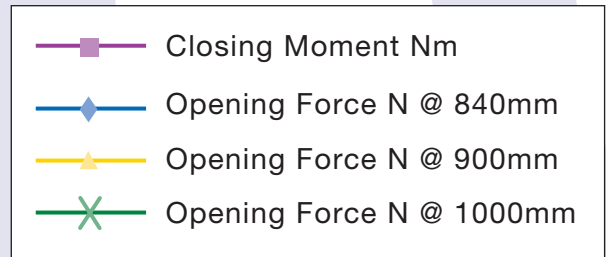 Closing Moment Nm
Opening Force N @ 840mm
Opening Force N @ 900mm
Opening Force N @ 1000mm